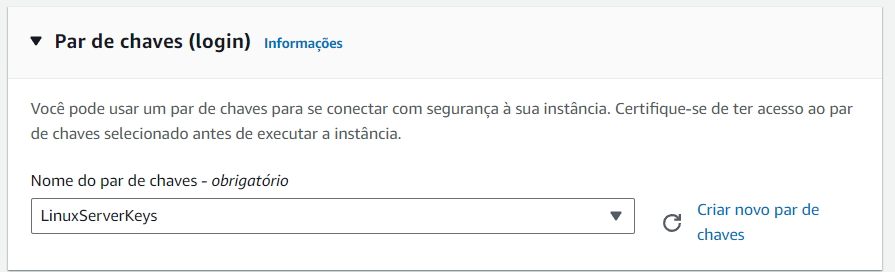 Par de chaves (login) Informações
Você pode usar um par de chaves para se conectar com segurança à sua instância. Certifique-se de ter acesso ao par
de chaves selecionado antes de executar a instância.
Nome do par de chaves - obrigatório
LinuxServerKeys
Criar novo par de
chaves